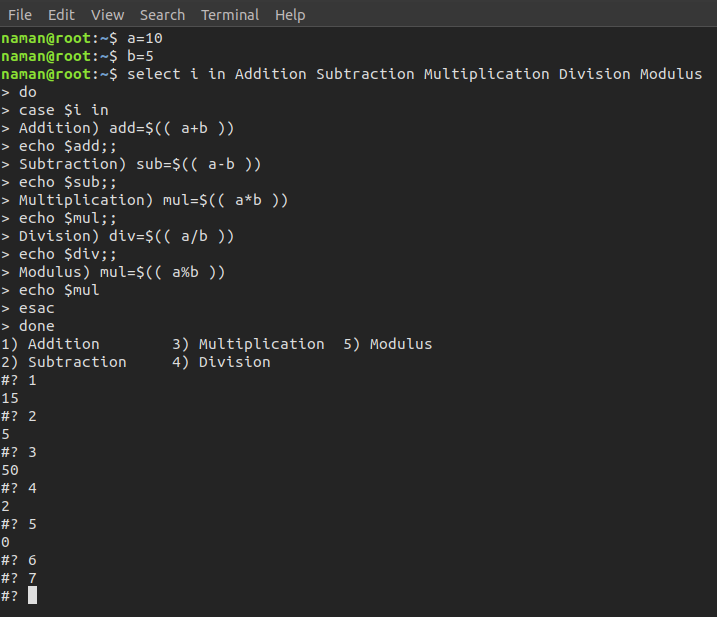 File Edit View Search Terminal Help
naman@root:~$ a=10
naman@root:~$ b=5
naman@root:~$ select i in Addition Subtraction Multiplication Division Modulus
> do
> case $i in
> Addition) add=$(( a+b ))
> echo $add;;
> Subtraction) sub=$(( a-b ))
> echo $sub;;
> Multiplication) mul=$(( a*b ))
> echo $mul;;
> Division) div=$(( a/b ))
> echo $div;;
> Modulus) mul=$(( a%b ))
> echo $mul
> esac
> done
1) Addition        3) Multiplication  5) Modulus
2) Subtraction     4) Division
#? 1
15
#? 2
5
#? 3
50
#? 4
2
#? 5
0
#? 6
#? 7
#?